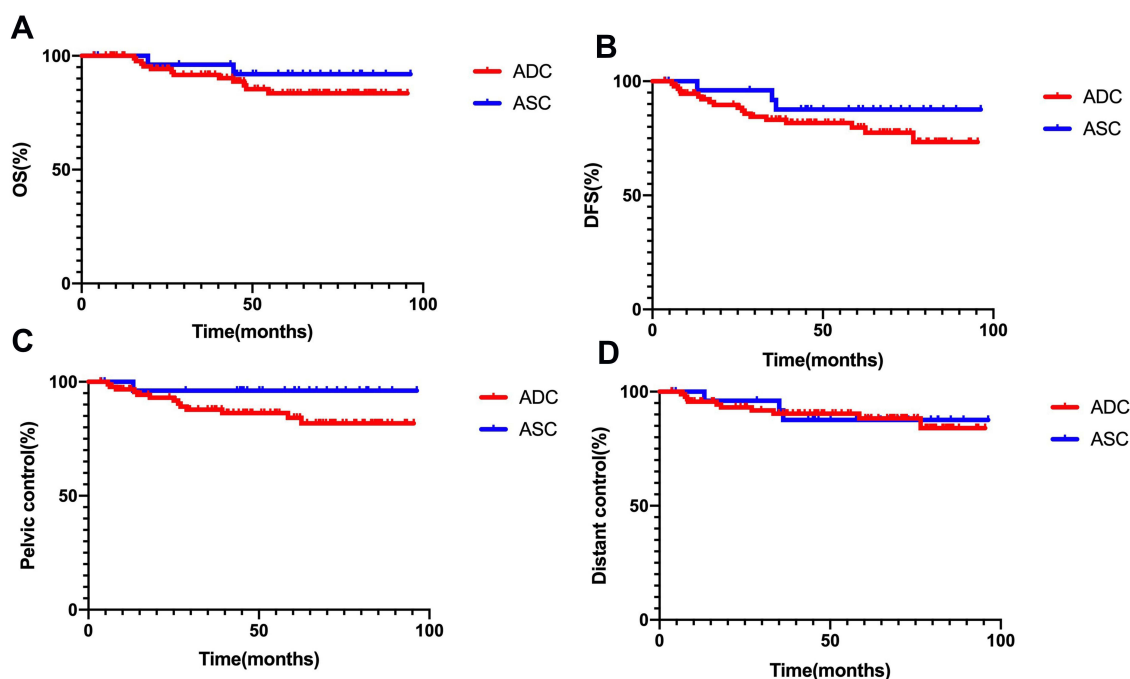 A
100
50
0
OS(%)
0
50
100
Time(months)
ADC
ASC
B
100
50
0
DFS(%)
0
50
100
Time(months)
ADC
ASC
C
100
50
0
Pelvic control(%)
0
50
100
Time(months)
ADC
ASC
D
100
50
0
Distant control(%)
0
50
100
Time(months)
ADC
ASC